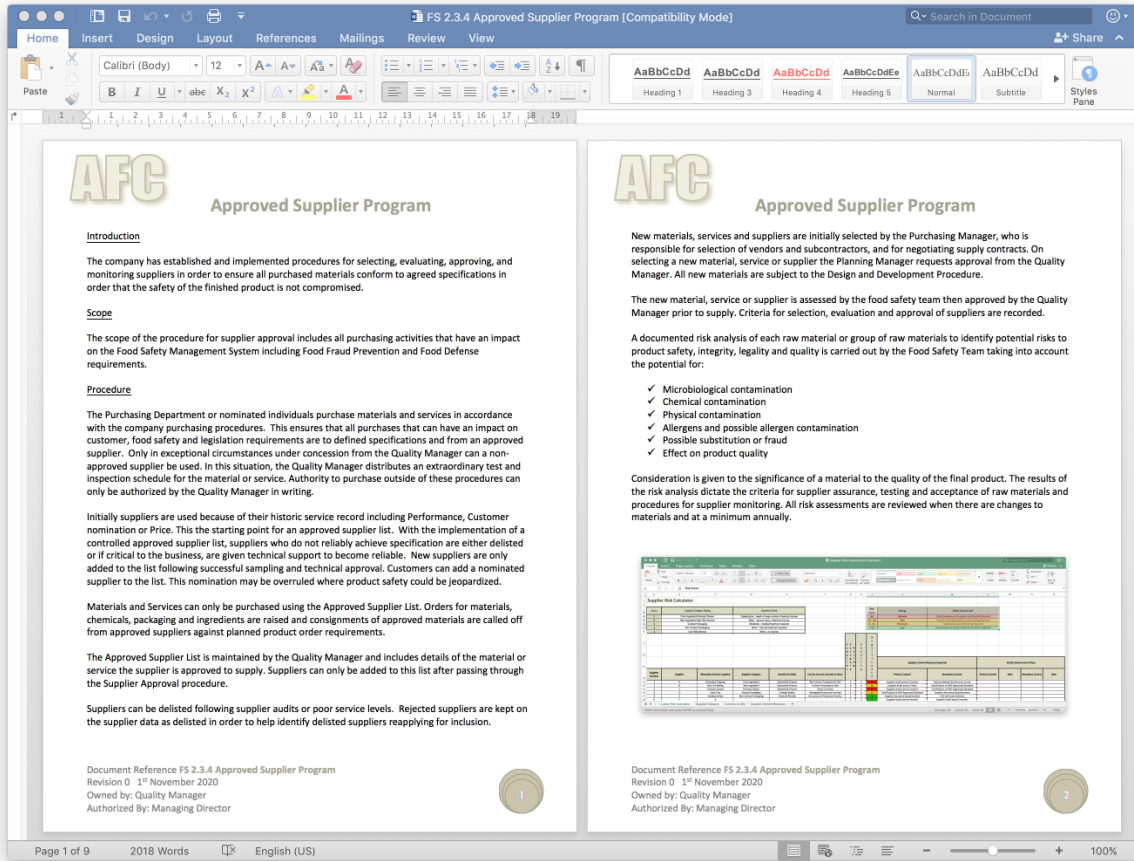 FS 2.3.4 Approved Supplier Program [Compatibility Mode]
Search in Document
Home Insert Design Layout References Mailings Review View
Share
Paste
Calibri (Body) 12
AaBbCcDd AaBbCcDd AaBbCcDd AaBbCcDdEe AaBbCcDdEe AaBbCcDd
Heading 1 Heading 3 Heading 4 Heading 5 Normal Subtitle
Styles
Pane
1 1 2 3 4 5 6 7 8 9 10 11 12 13 14 15 16 17 18 19
AFC
Approved Supplier Program
Introduction
The company has established and implemented procedures for selecting, evaluating, approving, and
monitoring suppliers in order to ensure all purchased materials conform to agreed specifications in
order that the safety of the finished product is not compromised.
Scope
The scope of the procedure for supplier approval includes all purchasing activities that have an impact
on the Food Safety Management System including Food Fraud Prevention and Food Defense
requirements.
Procedure
The Purchasing Department or nominated individuals purchase materials and services in accordance
with the company purchasing procedures. This ensures that all purchases that can have an impact on
customer, food safety and legislation requirements are to defined specifications and from an approved
supplier. Only in exceptional circumstances under concession from the Quality Manager can a non-
approved supplier be used. In this situation, the Quality Manager distributes an extraordinary test and
inspection schedule for the material or service. Authority to purchase outside of these procedures can
only be authorized by the Quality Manager in writing.
Initially suppliers are used because of their historic service record including Performance, Customer
nomination or Price. This the starting point for an approved supplier list. With the implementation of a
controlled approved supplier list, suppliers who do not reliably achieve specification are either delisted
or if critical to the business, are given technical support to become reliable. New suppliers are only
added to the list following successful sampling and technical approval. Customers can add a nominated
supplier to the list. This nomination may be overruled where product safety could be jeopardized.
Materials and Services can only be purchased using the Approved Supplier List. Orders for materials,
chemicals, packaging and ingredients are raised and consignments of approved materials are called off
from approved suppliers against planned product order requirements.
The Approved Supplier List is maintained by the Quality Manager and includes details of the material or
service the supplier is approved to supply. Suppliers can only be added to this list after passing through
the Supplier Approval procedure.
Suppliers can be delisted following supplier audits or poor service levels. Rejected suppliers are kept on
the supplier data as delisted in order to help identify delisted suppliers reapplying for inclusion.
Document Reference FS 2.3.4 Approved Supplier Program
Revision 0 1st November 2020
Owned by: Quality Manager
Authorized By: Managing Director
1
AFC
Approved Supplier Program
New materials, services and suppliers are initially selected by the Purchasing Manager, who is
responsible for selection of vendors and subcontractors, and for negotiating supply contracts. On
selecting a new material, service or supplier the Planning Manager requests approval from the Quality
Manager. All new materials are subject to the Design and Development Procedure.
The new material, service or supplier is assessed by the food safety team then approved by the Quality
Manager prior to supply. Criteria for selection, evaluation and approval of suppliers are recorded.
A documented risk analysis of each raw material or group of raw materials to identify potential risks to
product safety, integrity, legality and quality is carried out by the Food Safety Team taking into account
the potential for:
✓ Microbiological contamination
✓ Chemical contamination
✓ Physical contamination
✓ Allergens and possible allergen contamination
✓ Possible substitution or fraud
✓ Effect on product quality
Consideration is given to the significance of a material to the quality of the final product. The results of
the risk analysis dictate the criteria for supplier assurance, testing and acceptance of raw materials and
procedures for supplier monitoring. All risk assessments are reviewed when there are changes to
materials and at a minimum annually.
Supplier Risk Calculator
Document Reference FS 2.3.4 Approved Supplier Program
Revision 0 1st November 2020
Owned by: Quality Manager
Authorized By: Managing Director
2
Page 1 of 9 2018 Words English (US) 100%